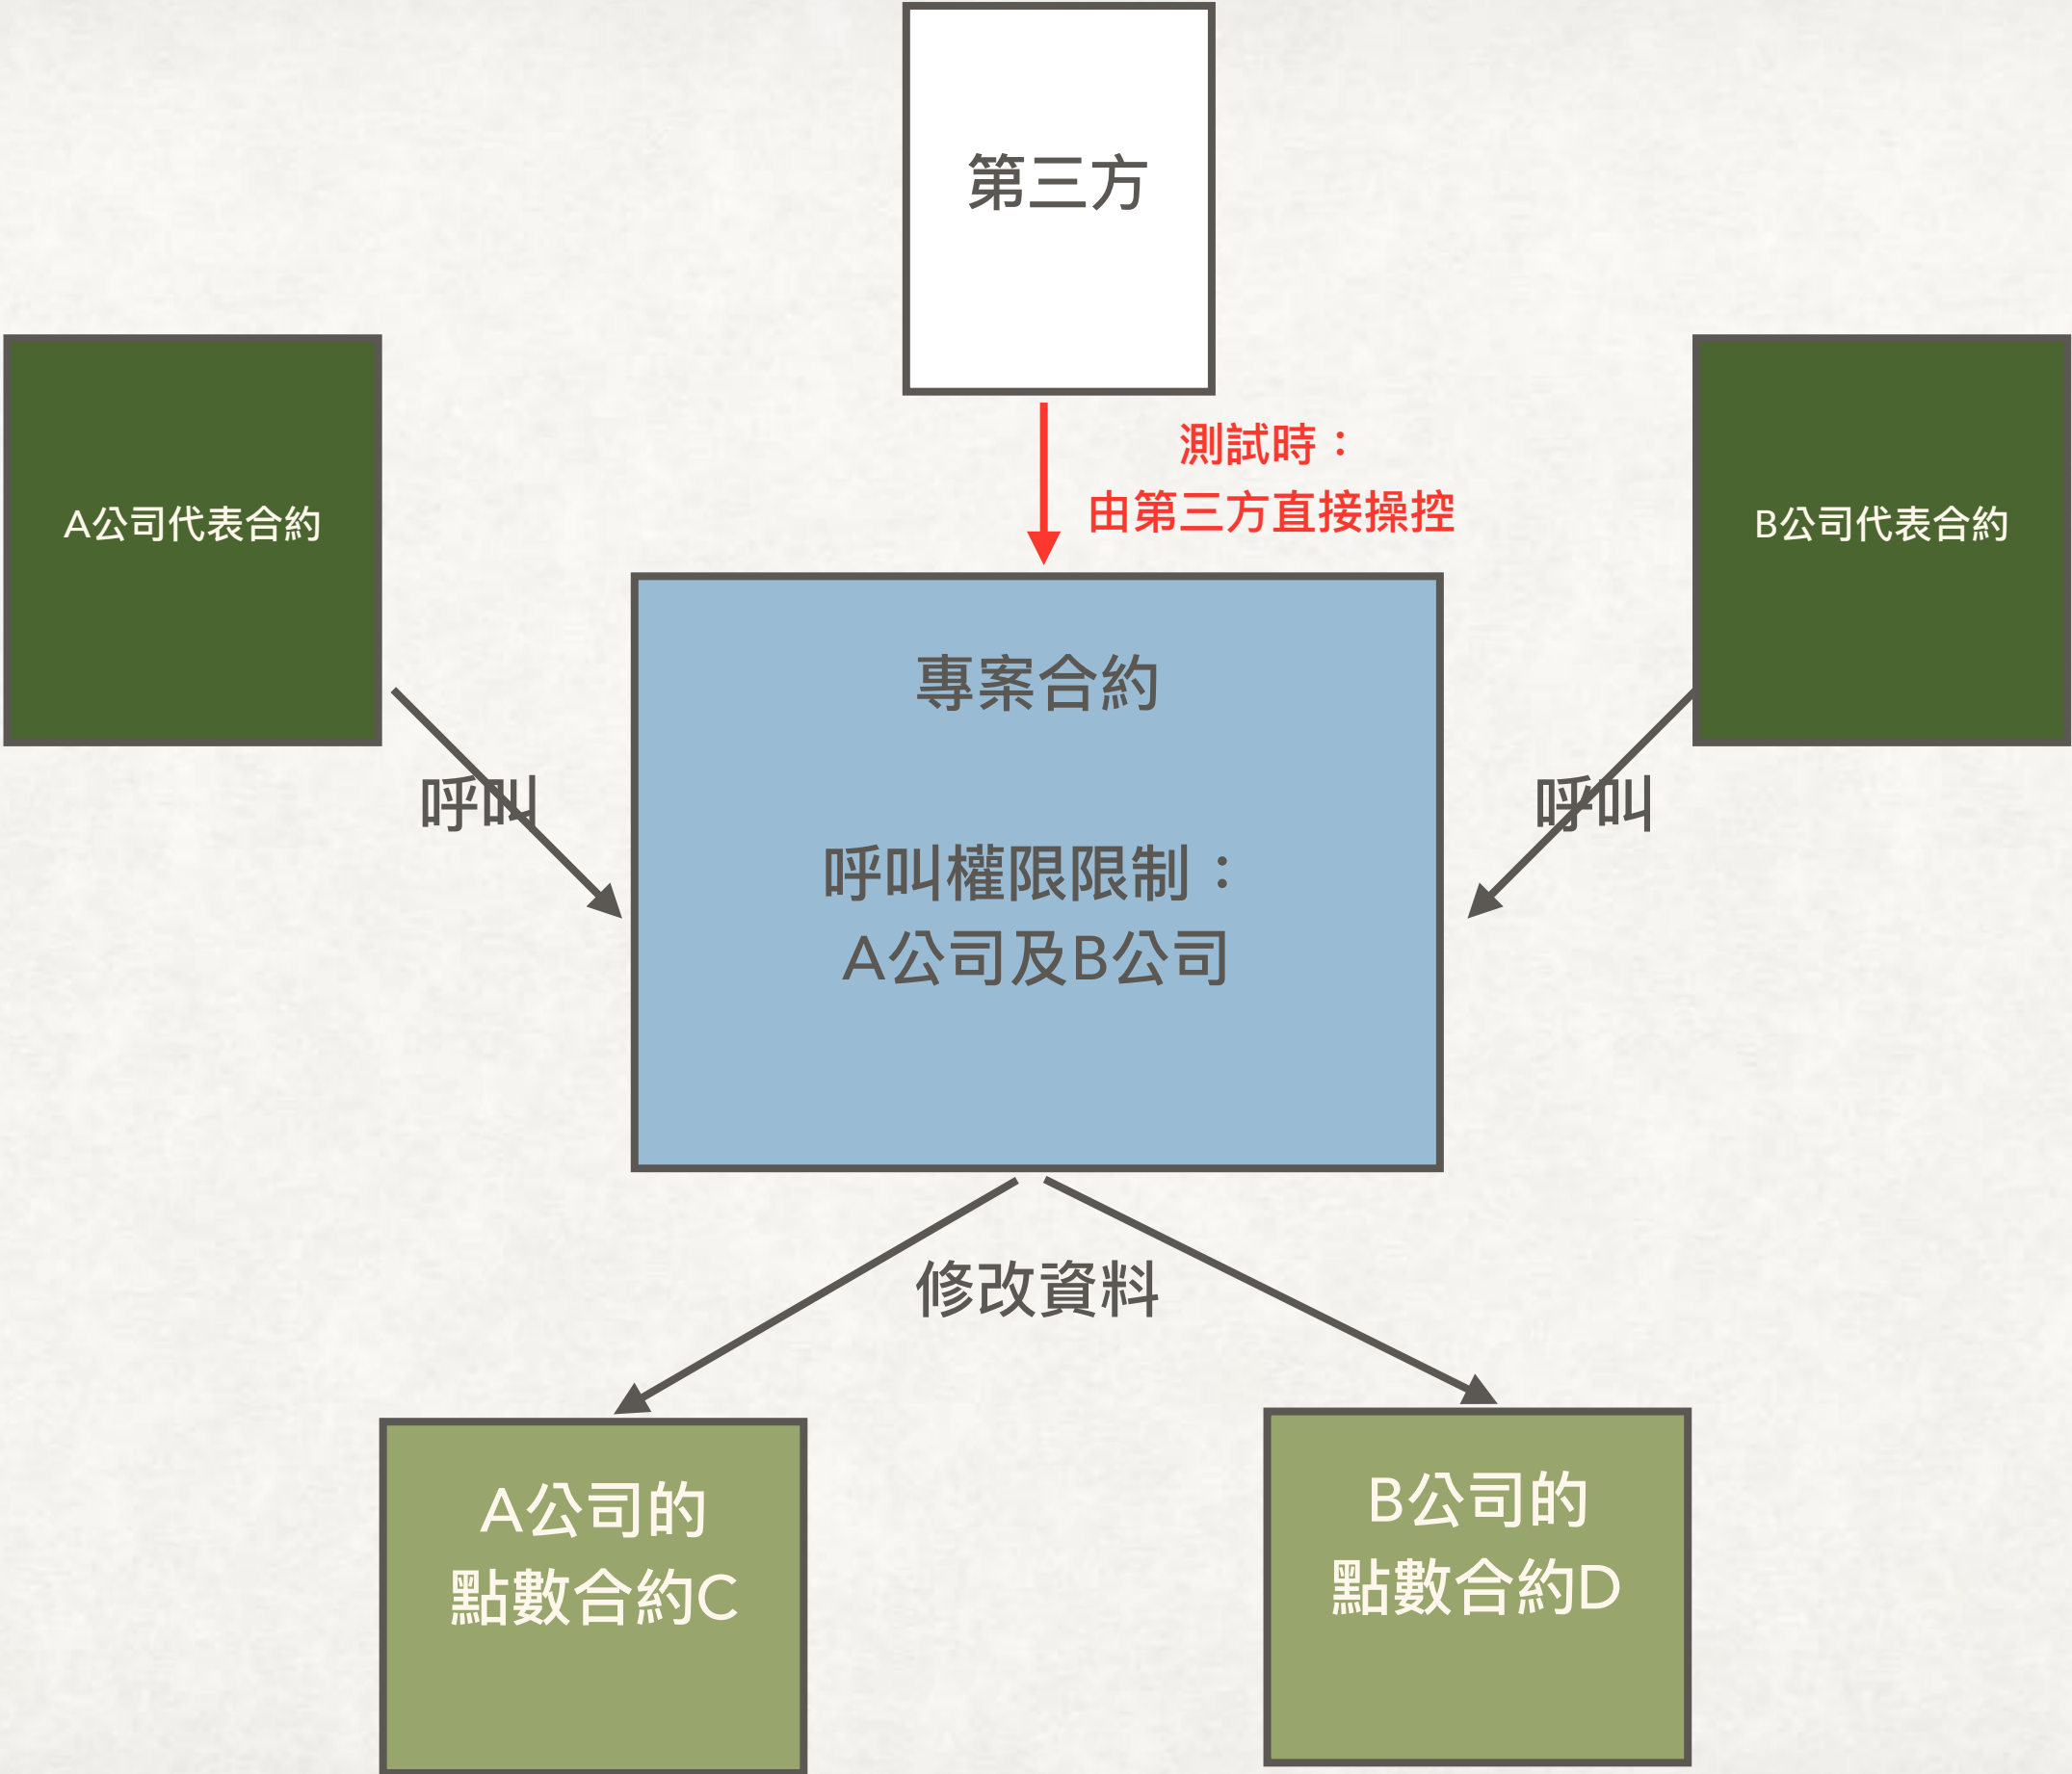 第三方
測試時：
由第三方直接操控
A公司代表合約
B公司代表合約
專案合約
呼叫
呼叫
呼叫權限限制：
A公司及B公司
修改資料
A公司的
點數合約C
B公司的
點數合約D